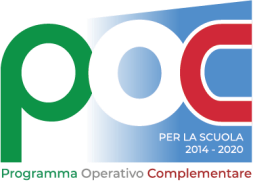 poc
PER LA SCUOLA
2014 - 2020
Programma Operativo Complementare